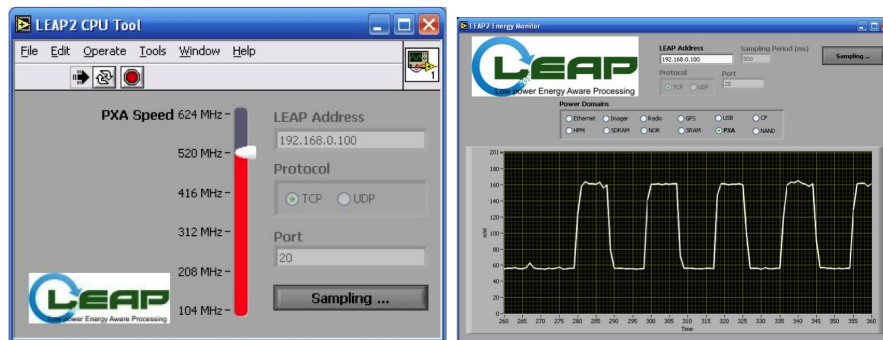 LEAP2 CPU Tool
File Edit Operate Tools Window Help
1
PXA Speed
624 MHz
520 MHz
416 MHz
312 MHz
208 MHz
104 MHz
LEAP Address
192.168.0.100
Protocol
TCP UDP
Port
20
Sampling ...
LEAP
Low power Energy Aware Processing
LEAP2 Energy Monitor
LEAP
Low power Energy Aware Processing
LEAP Address
192.168.0.100
Sampling Period (ms)
500
Protocol
TCP UDP
Port
20
Sampling ...
Power Domains
Ethernet Imager Radio GPS USB CF
HPM SDRAM NOR SRAM PXA NAND
201
180
160
140
120
100
80
60
40
20
0
mW
260 265 270 275 280 285 290 295 300 305 310 315 320 325 330 335 340 345 350 355 360
Time